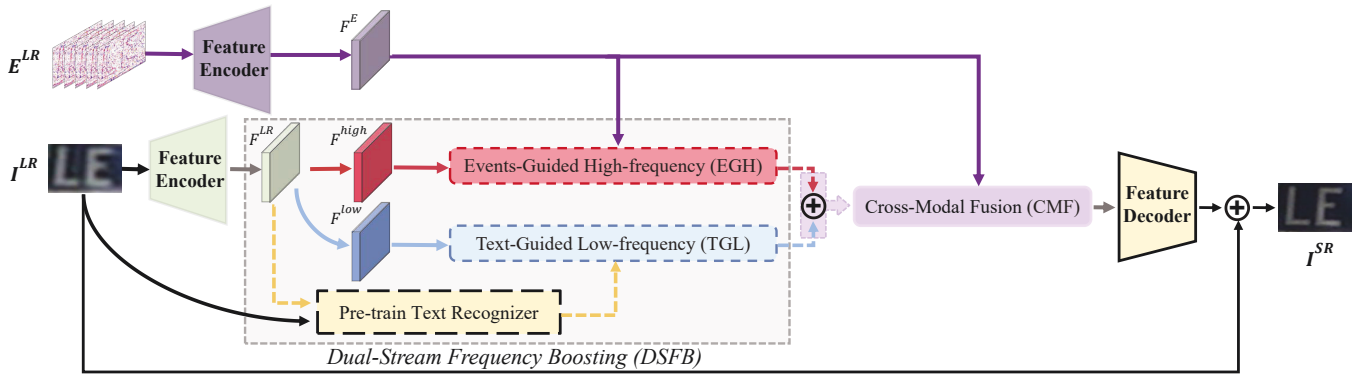 E^LR
Feature
Encoder
F^E
I^LR
LE
Feature
Encoder
F^LR
F^high
Events-Guided High-frequency (EGH)
F^low
Text-Guided Low-frequency (TGL)
Pre-train Text Recognizer
Dual-Stream Frequency Boosting (DSFB)
Cross-Modal Fusion (CMF)
Feature
Decoder
LE
I^SR